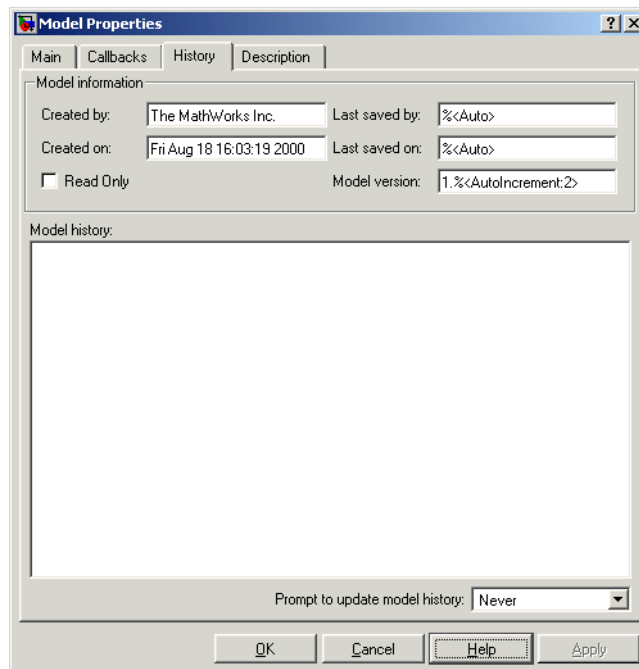 Model Properties
Main Callbacks History Description
Model information
Created by: The MathWorks Inc. Last saved by: %<Auto>
Created on: Fri Aug 18 16:03:19 2000 Last saved on: %<Auto>
Read Only Model version: 1.%<AutoIncrement:2>
Model history:
Prompt to update model history: Never
OK Cancel Help Apply